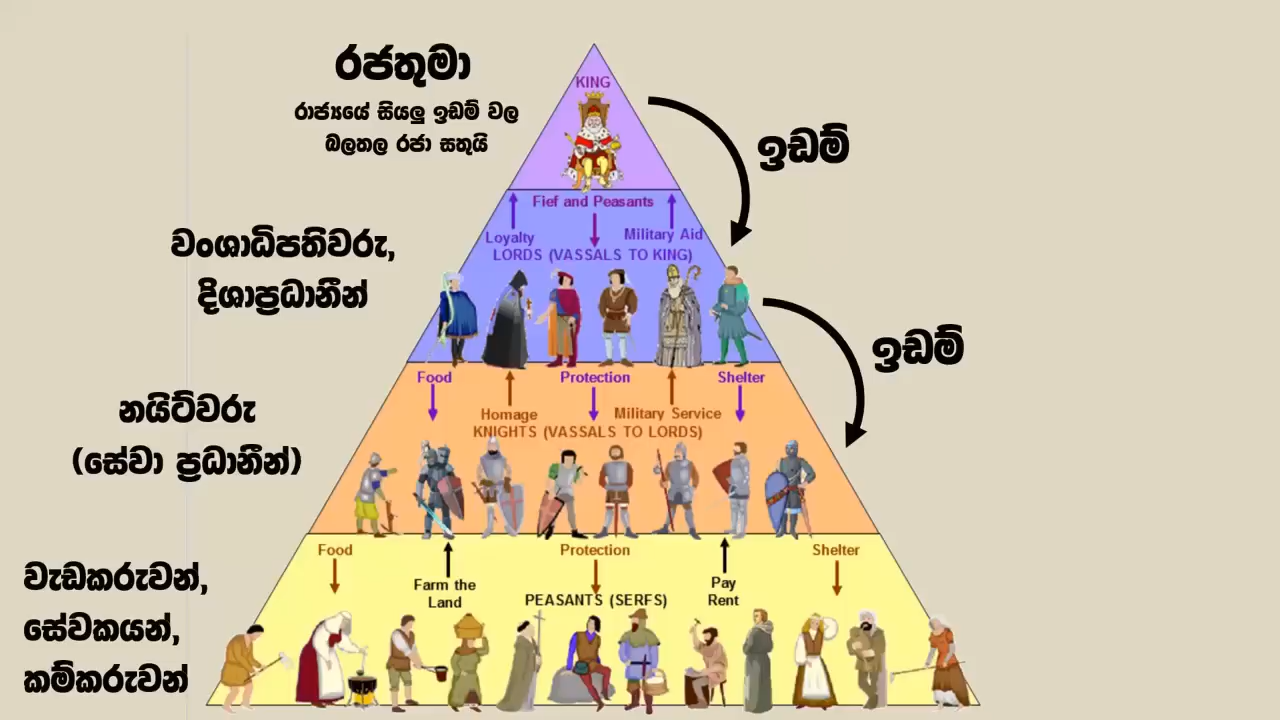 රජතුමා
රාජ්‍යයේ සියලු ඉඩම් වල
බලතල රජා සතුයි
KING
ඉඩම්
Fief and Peasants
Loyalty
Military Aid
LORDS (VASSALS TO KING)
වංශාධිපතිවරු,
දිශාප්‍රධානීන්
ඉඩම්
Food
Protection
Shelter
Homage
Military Service
KNIGHTS (VASSALS TO LORDS)
නයිට්වරු
(සේවා ප්‍රධානීන්)
Food
Protection
Shelter
Farm the
Land
Pay
Rent
PEASANTS (SERFS)
වැඩකරුවන්,
සේවකයන්,
කම්කරුවන්